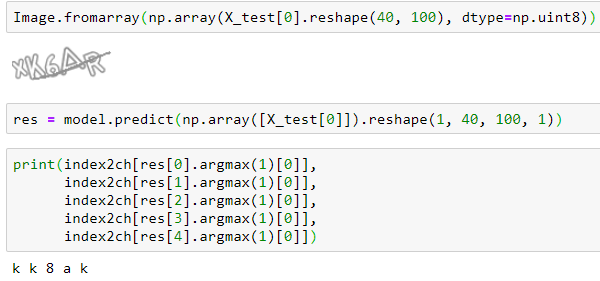 Image.fromarray(np.array(X_test[0].reshape(40, 100), dtype=np.uint8))
xK6AR
res = model.predict(np.array([X_test[0]]).reshape(1, 40, 100, 1))
print(index2ch[res[0].argmax(1)[0]],
index2ch[res[1].argmax(1)[0]],
index2ch[res[2].argmax(1)[0]],
index2ch[res[3].argmax(1)[0]],
index2ch[res[4].argmax(1)[0]])
k k 8 a k